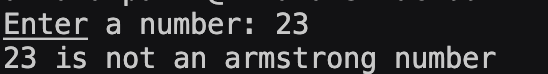 Enter a number: 23
23 is not an armstrong number